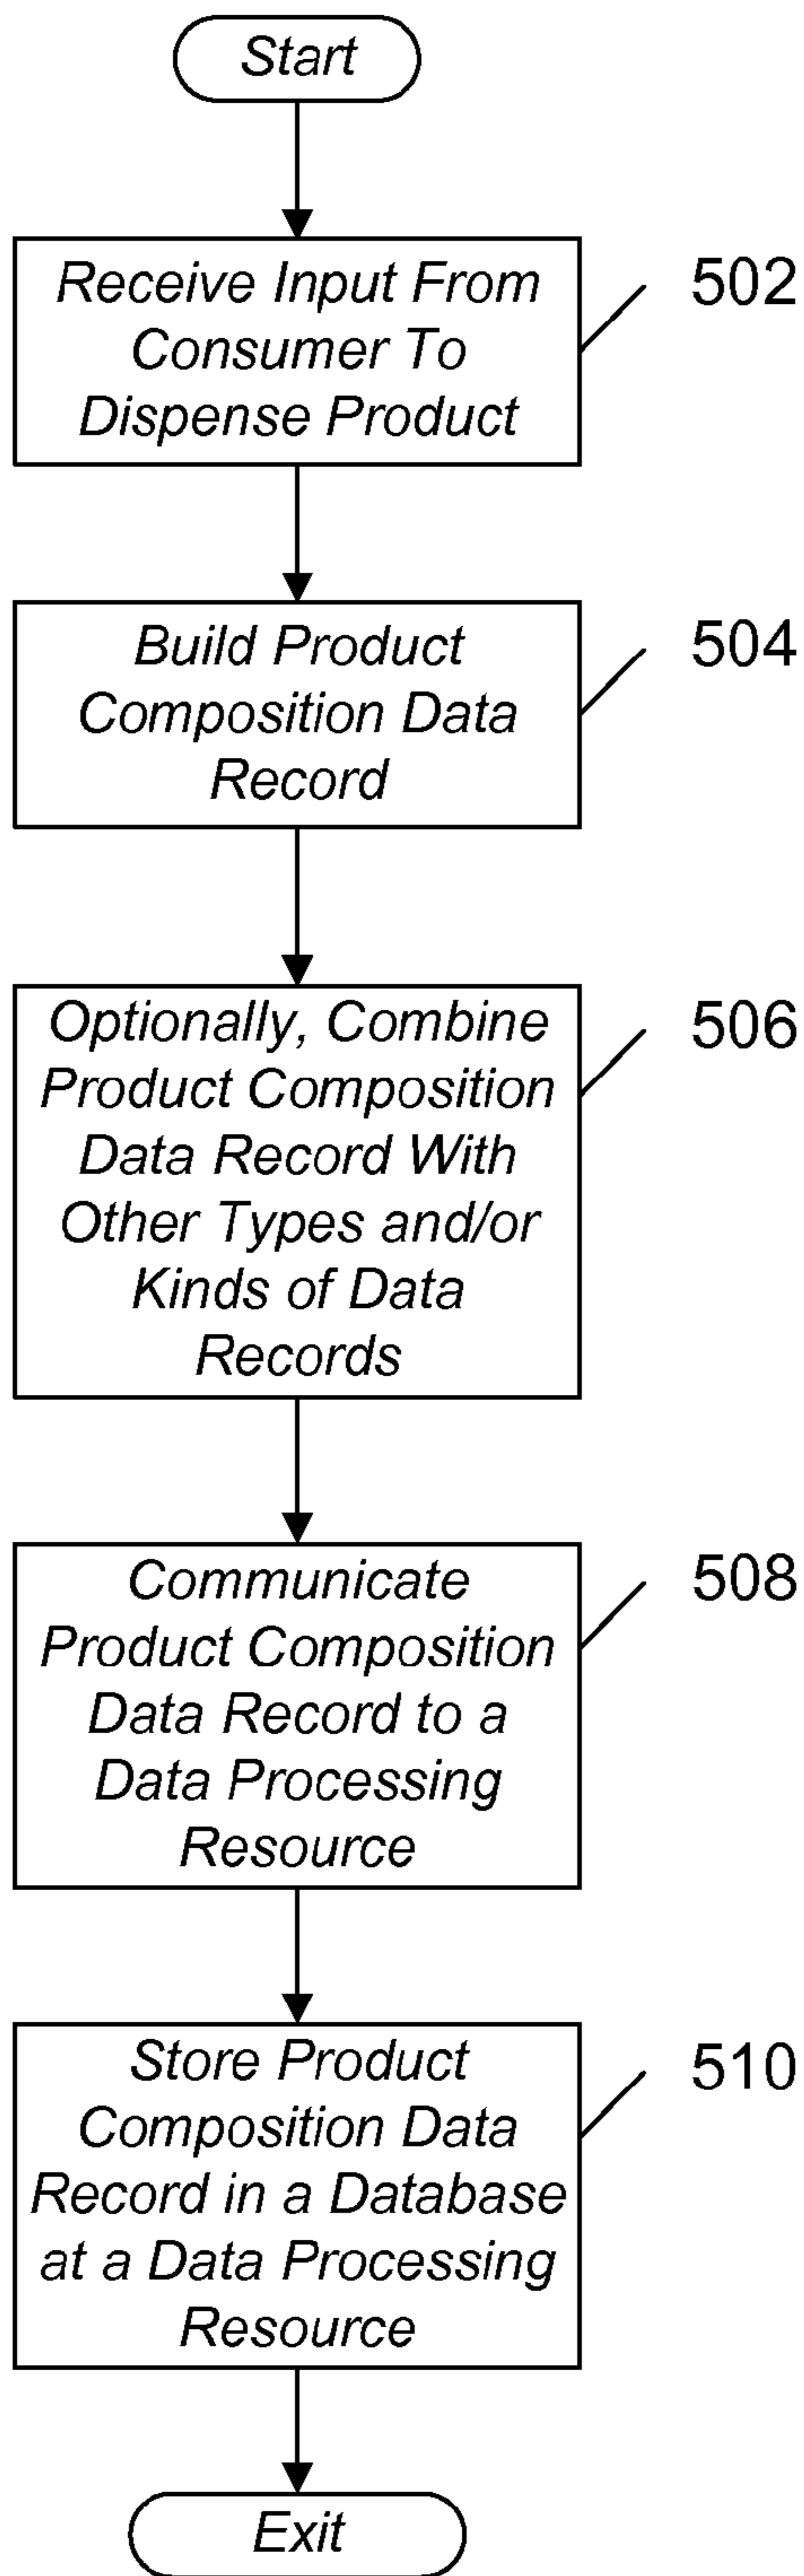 Start
Receive Input From
Consumer To
Dispense Product
502
Build Product
Composition Data
Record
504
Optionally, Combine
Product Composition
Data Record With
Other Types and/or
Kinds of Data
Records
506
Communicate
Product Composition
Data Record to a
Data Processing
Resource
508
Store Product
Composition Data
Record in a Database
at a Data Processing
Resource
510
Exit